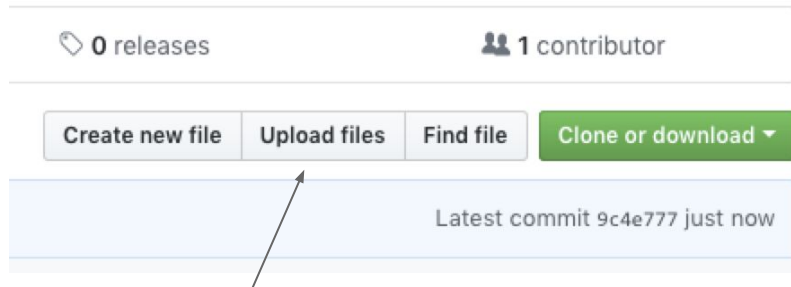 0 releases 1 contributor
Create new file Upload files Find file Clone or download
Latest commit 9c4e777 just now